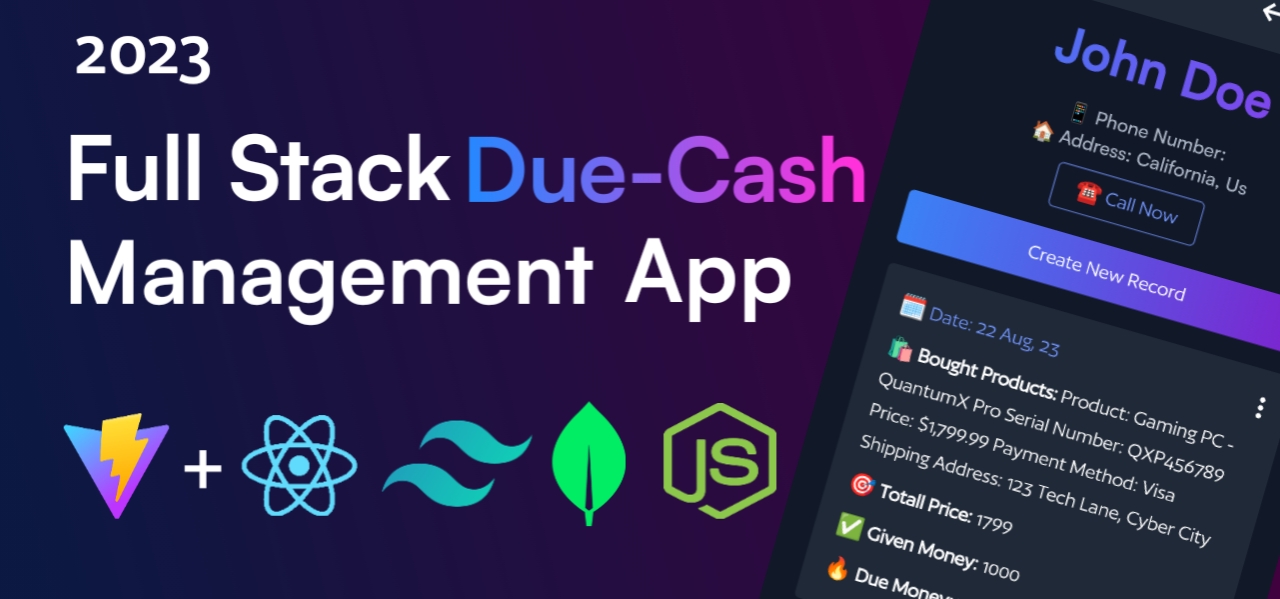 2023
Full Stack Due-Cash
Management App
JS
John Doe
Phone Number:
Address: California, Us
Call Now
Create New Record
Date: 22 Aug, 23
Bought Products: Product: Gaming PC -
QuantumX Pro Serial Number: QXP456789
Price: $1,799.99 Payment Method: Visa
Shipping Address: 123 Tech Lane, Cyber City
Totall Price: 1799
Given Money: 1000
Due Money: